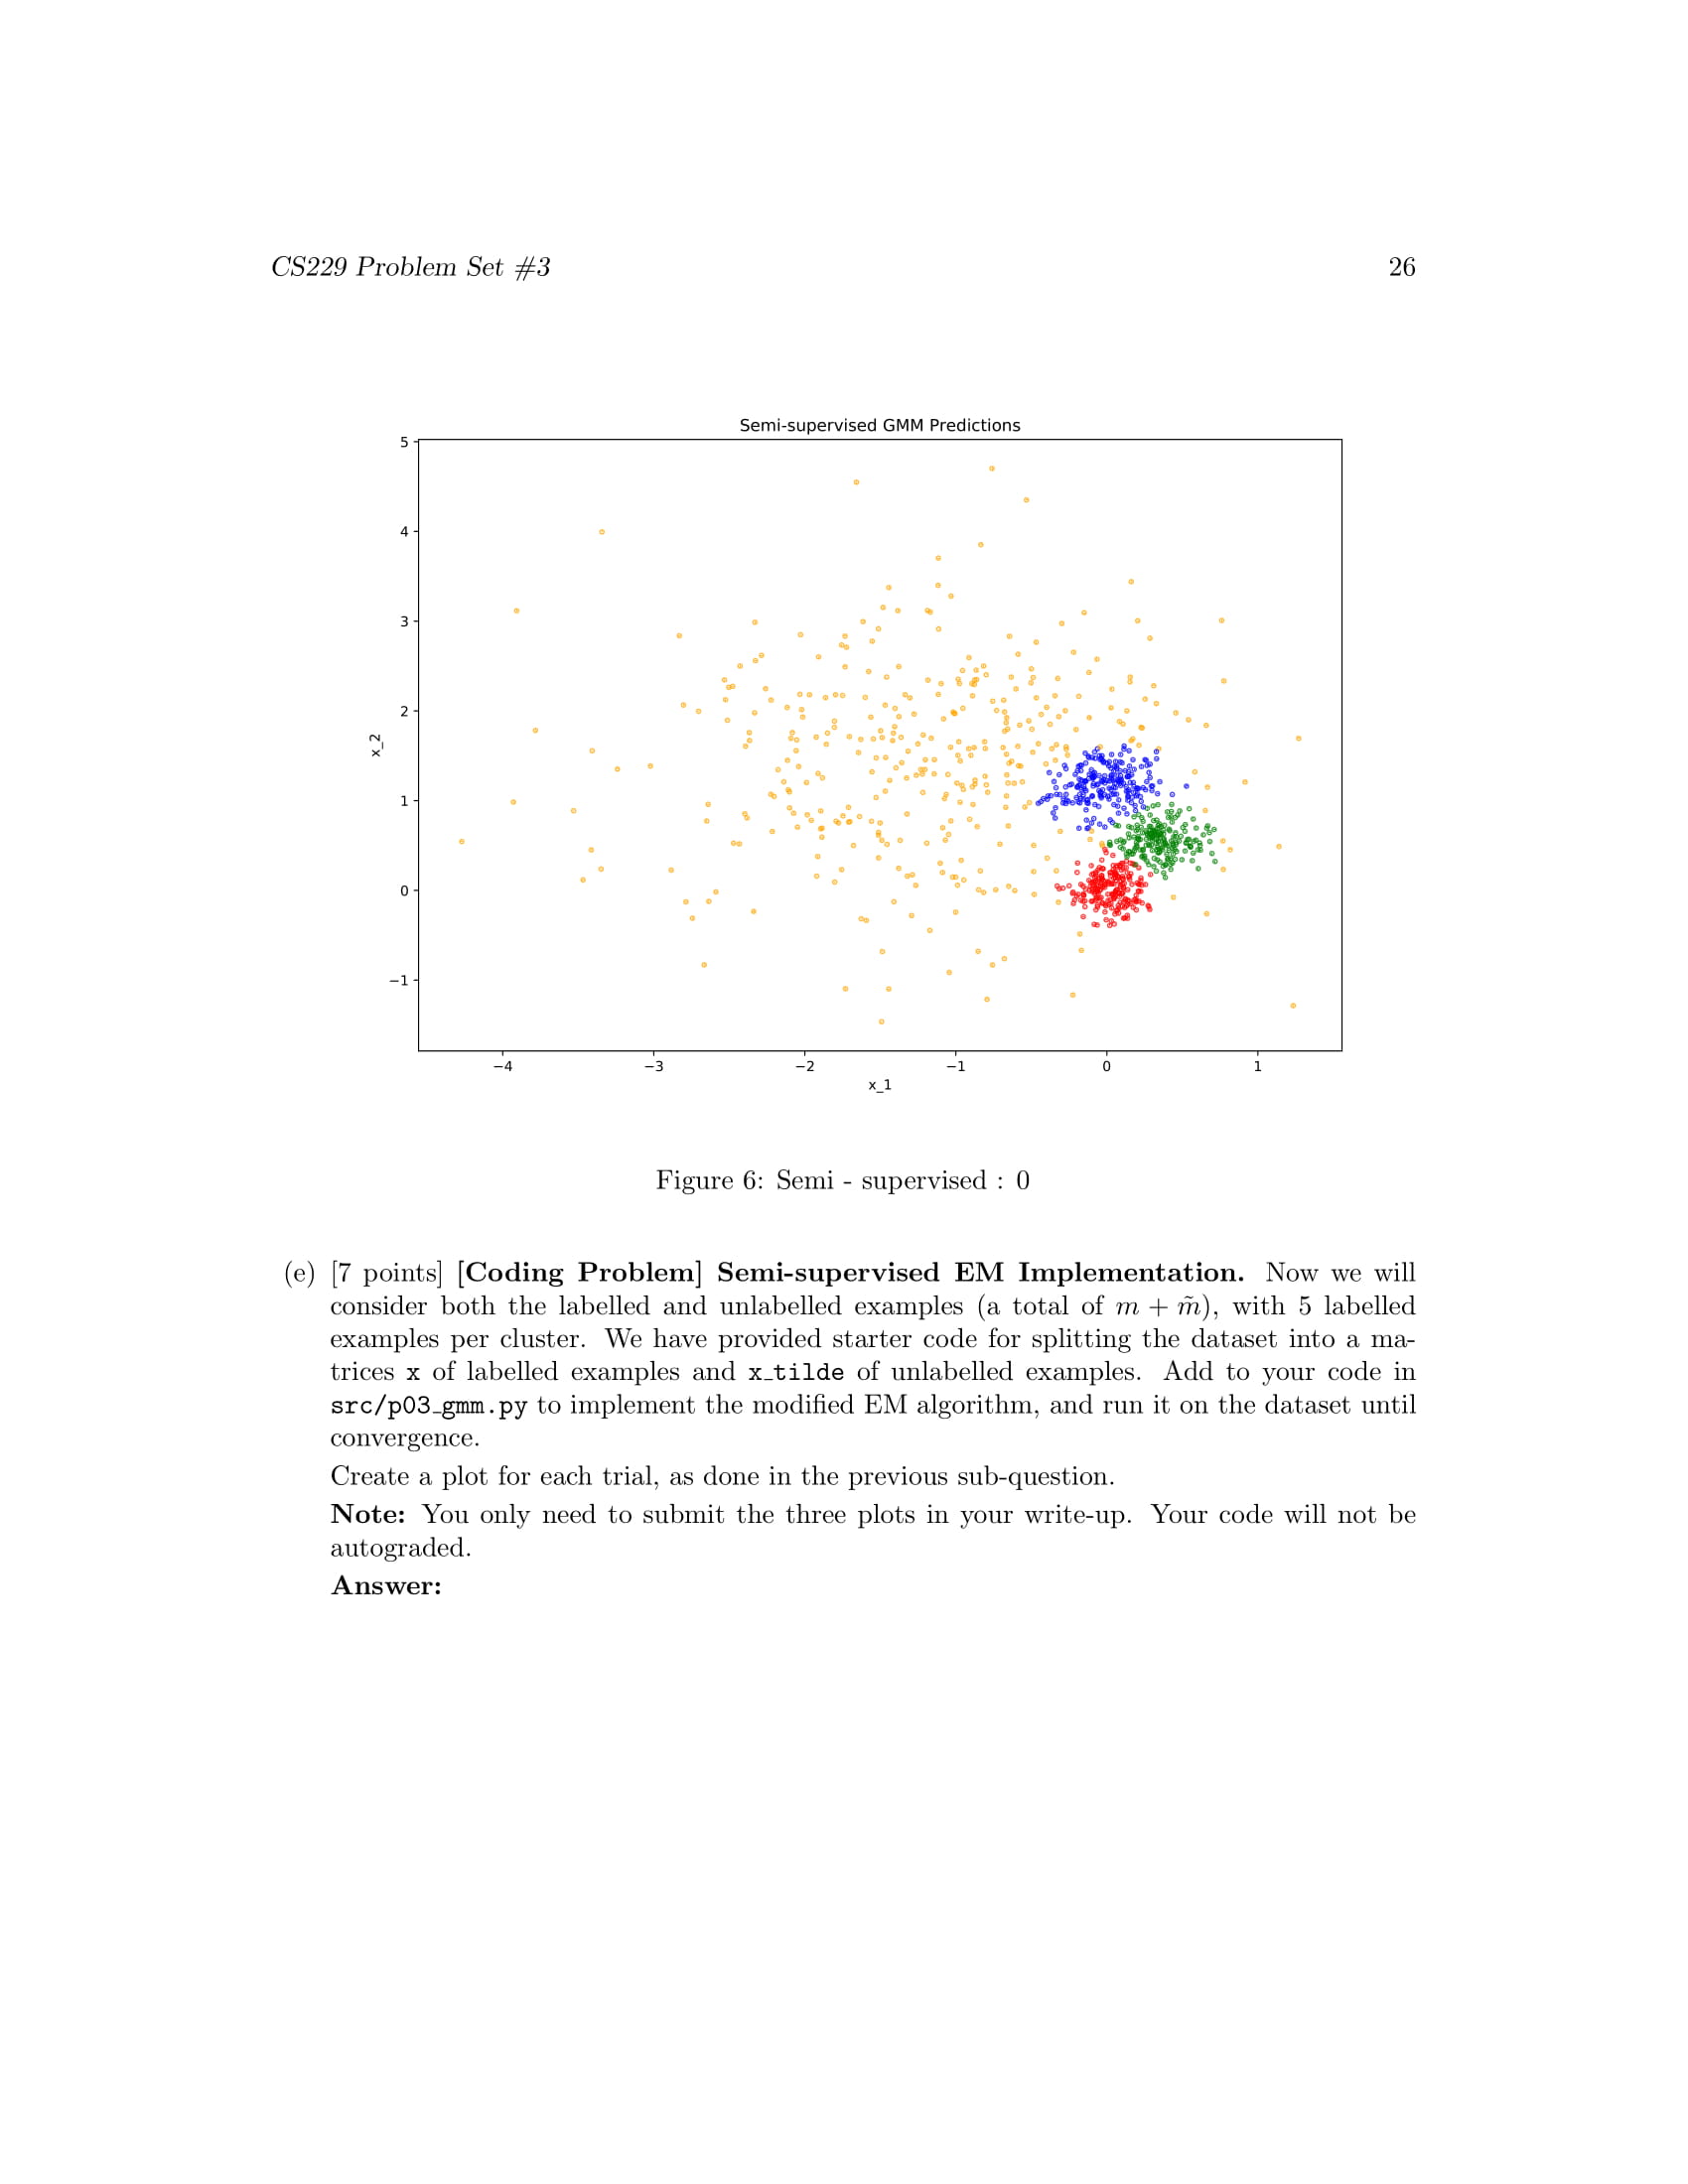 CS229 Problem Set #3 26
Semi-supervised GMM Predictions
5
4
3
2
1
0
−1
x_2
−4 −3 −2 −1 0 1
x_1
Figure 6: Semi - supervised : 0
(e) [7 points] [Coding Problem] Semi-supervised EM Implementation. Now we will
consider both the labelled and unlabelled examples (a total of m + m̃), with 5 labelled
examples per cluster. We have provided starter code for splitting the dataset into a ma-
trices x of labelled examples and x_tilde of unlabelled examples. Add to your code in
src/p03_gmm.py to implement the modified EM algorithm, and run it on the dataset until
convergence.
Create a plot for each trial, as done in the previous sub-question.
Note: You only need to submit the three plots in your write-up. Your code will not be
autograded.
Answer: